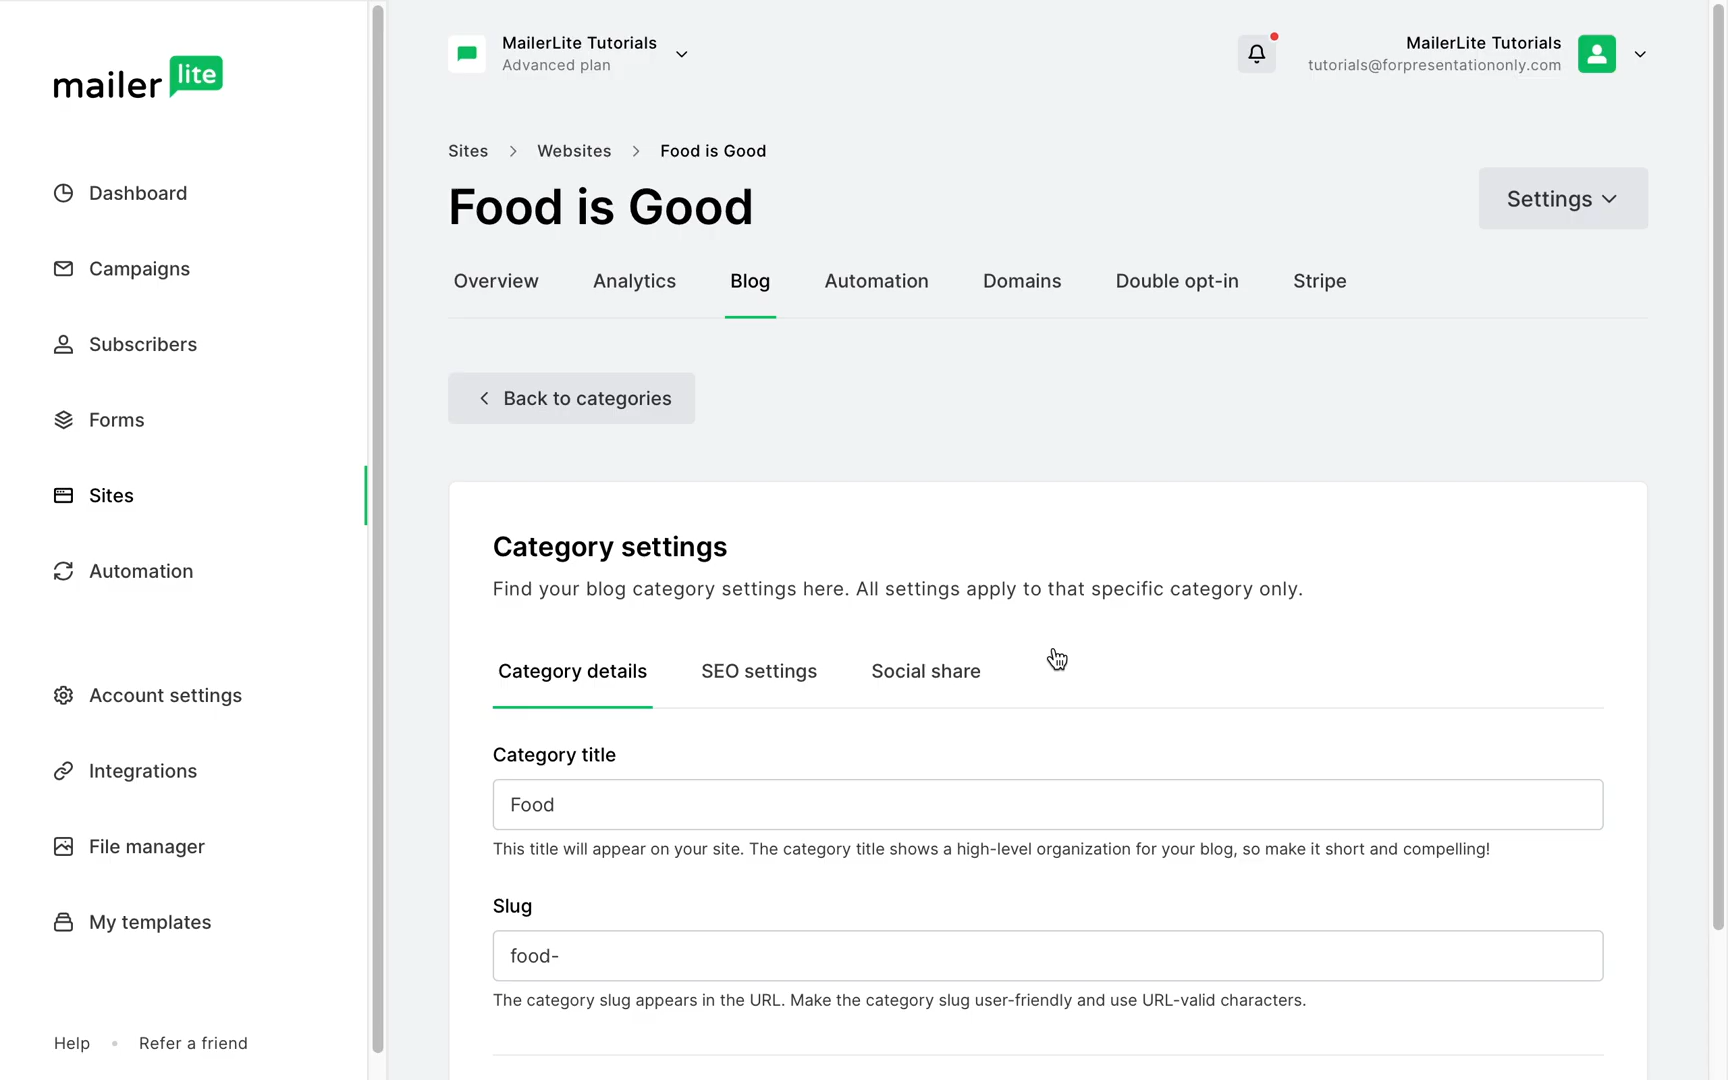 mailer lite
Dashboard
Campaigns
Subscribers
Forms
Sites
Automation
Account settings
Integrations
File manager
My templates
Help • Refer a friend
MailerLite Tutorials
Advanced plan
MailerLite Tutorials
tutorials@forpresentationonly.com
Sites > Websites > Food is Good
Food is Good
Settings
Overview Analytics Blog Automation Domains Double opt-in Stripe
Back to categories
Category settings
Find your blog category settings here. All settings apply to that specific category only.
Category details SEO settings Social share
Category title
Food
This title will appear on your site. The category title shows a high-level organization for your blog, so make it short and compelling!
Slug
food-
The category slug appears in the URL. Make the category slug user-friendly and use URL-valid characters.